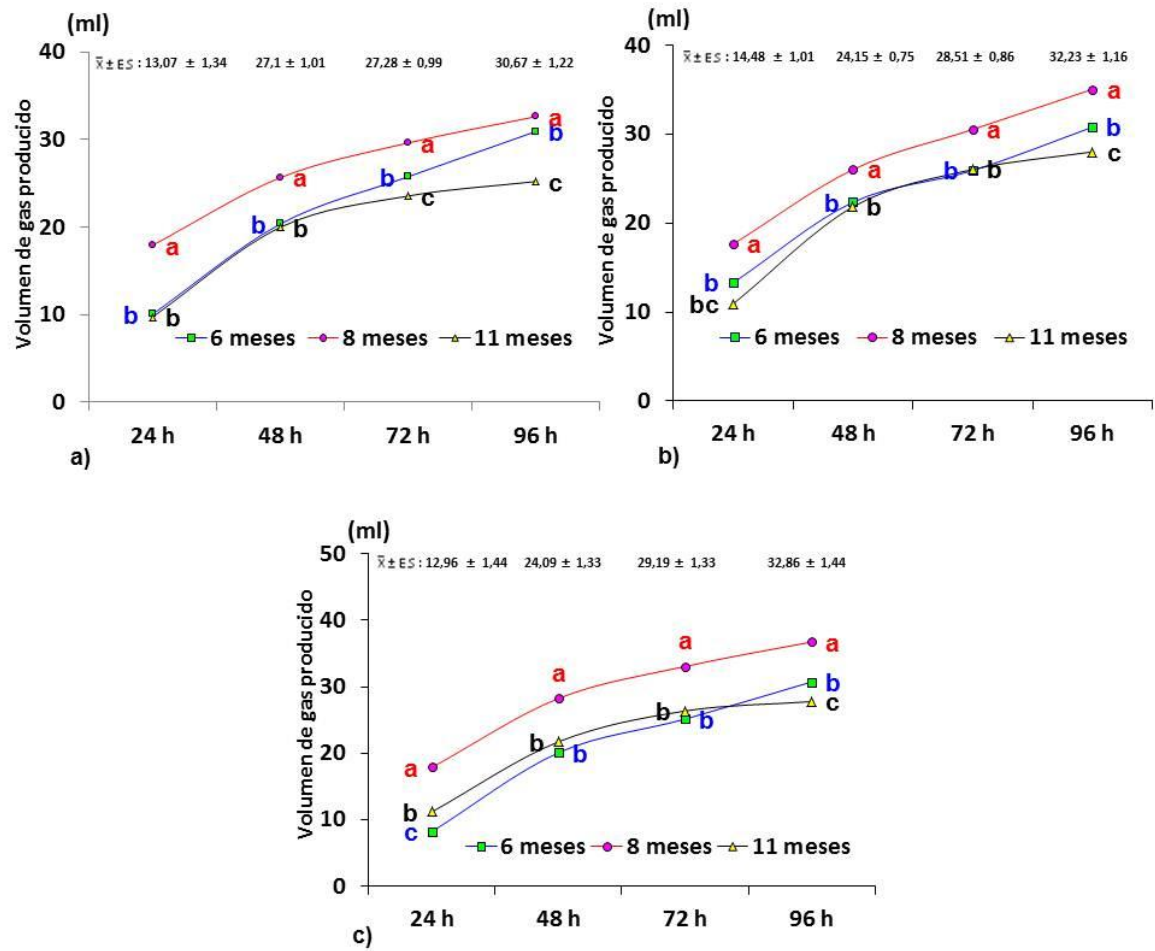 (ml)
40
x̄ ± ES : 13,07 ± 1,34 27,1 ± 1,01 27,28 ± 0,99 30,67 ± 1,22
30
20
10
0
Volumen de gas producido
a
a
a
a
b
b
b
b
b
b
c
c
6 meses 8 meses 11 meses
24 h 48 h 72 h 96 h
a)
(ml)
40
x̄ ± ES : 14,48 ± 1,01 24,15 ± 0,75 28,51 ± 0,86 32,23 ± 1,16
30
20
10
0
Volumen de gas producido
a
a
a
a
b
b
b
b
bc
b
b
c
6 meses 8 meses 11 meses
24 h 48 h 72 h 96 h
b)
(ml)
50
x̄ ± ES : 12,96 ± 1,44 24,09 ± 1,33 29,19 ± 1,33 32,86 ± 1,44
40
30
20
10
0
Volumen de gas producido
a
a
a
a
b
b
b
c
c
b
b
b
6 meses 8 meses 11 meses
24 h 48 h 72 h 96 h
c)